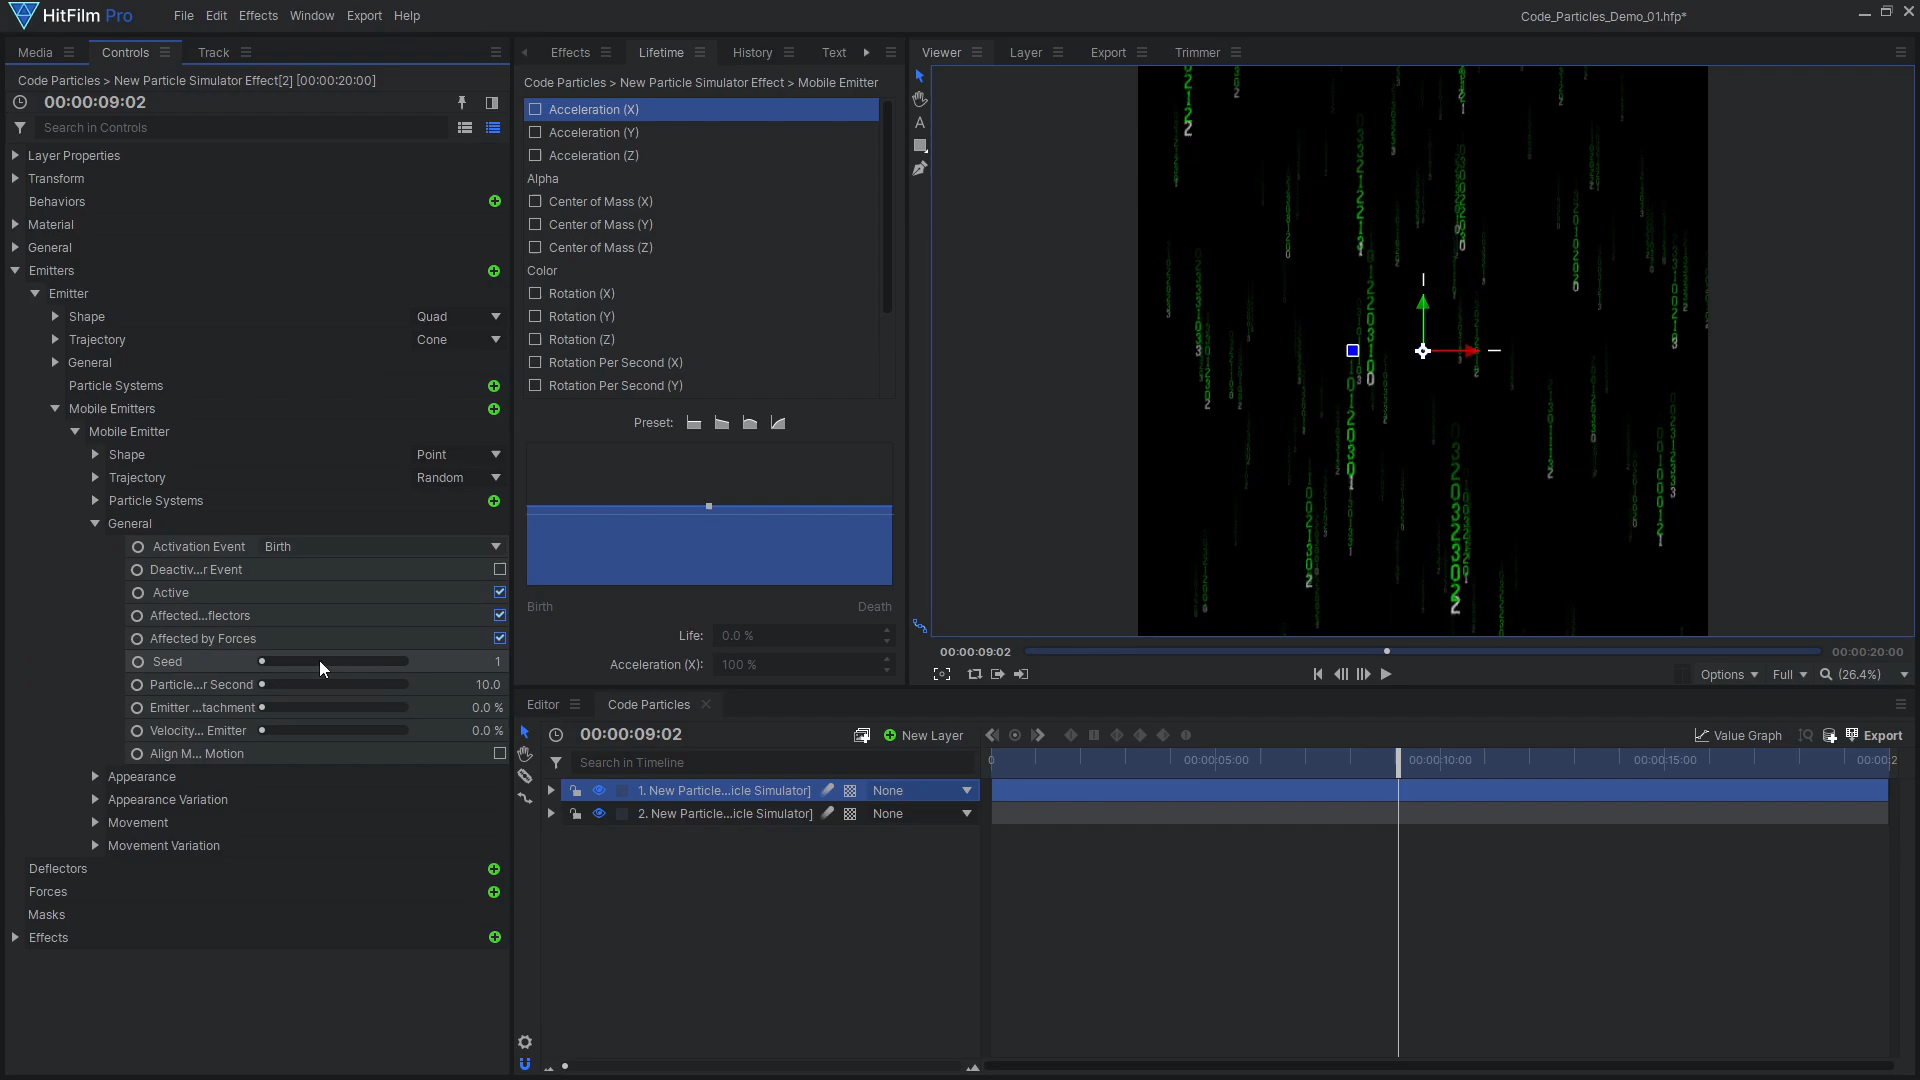 HitFilm Pro
File Edit Effects Window Export Help
Code_Particles_Demo_01.hfp*
Media Controls Track
Effects Lifetime History Text
Viewer Layer Export Trimmer
Code Particles > New Particle Simulator Effect[2] [00:00:20:00]
00:00:09:02
Search in Controls
Layer Properties
Transform
Behaviors
Material
General
Emitters
Emitter
Shape Quad
Trajectory Cone
General
Particle Systems
Mobile Emitters
Mobile Emitter
Shape Point
Trajectory Random
Particle Systems
General
Activation Event Birth
Deactiv...r Event
Active
Affected...flectors
Affected by Forces
Seed 1
Particle...r Second 10.0
Emitter ...tachment 0.0 %
Velocity... Emitter 0.0 %
Align M... Motion
Appearance
Appearance Variation
Movement
Movement Variation
Deflectors
Forces
Masks
Effects
Code Particles > New Particle Simulator Effect > Mobile Emitter
Acceleration (X)
Acceleration (Y)
Acceleration (Z)
Alpha
Center of Mass (X)
Center of Mass (Y)
Center of Mass (Z)
Color
Rotation (X)
Rotation (Y)
Rotation (Z)
Rotation Per Second (X)
Rotation Per Second (Y)
Preset:
Birth Death
Life: 0.0 %
Acceleration (X): 100 %
00:00:09:02 00:00:20:00
Options Full (26.4%)
Editor Code Particles
00:00:09:02 New Layer Value Graph Export
Search in Timeline
0 00:00:05:00 00:00:10:00 00:00:15:00 00:00:2
1. New Particle...icle Simulator] None
2. New Particle...icle Simulator] None